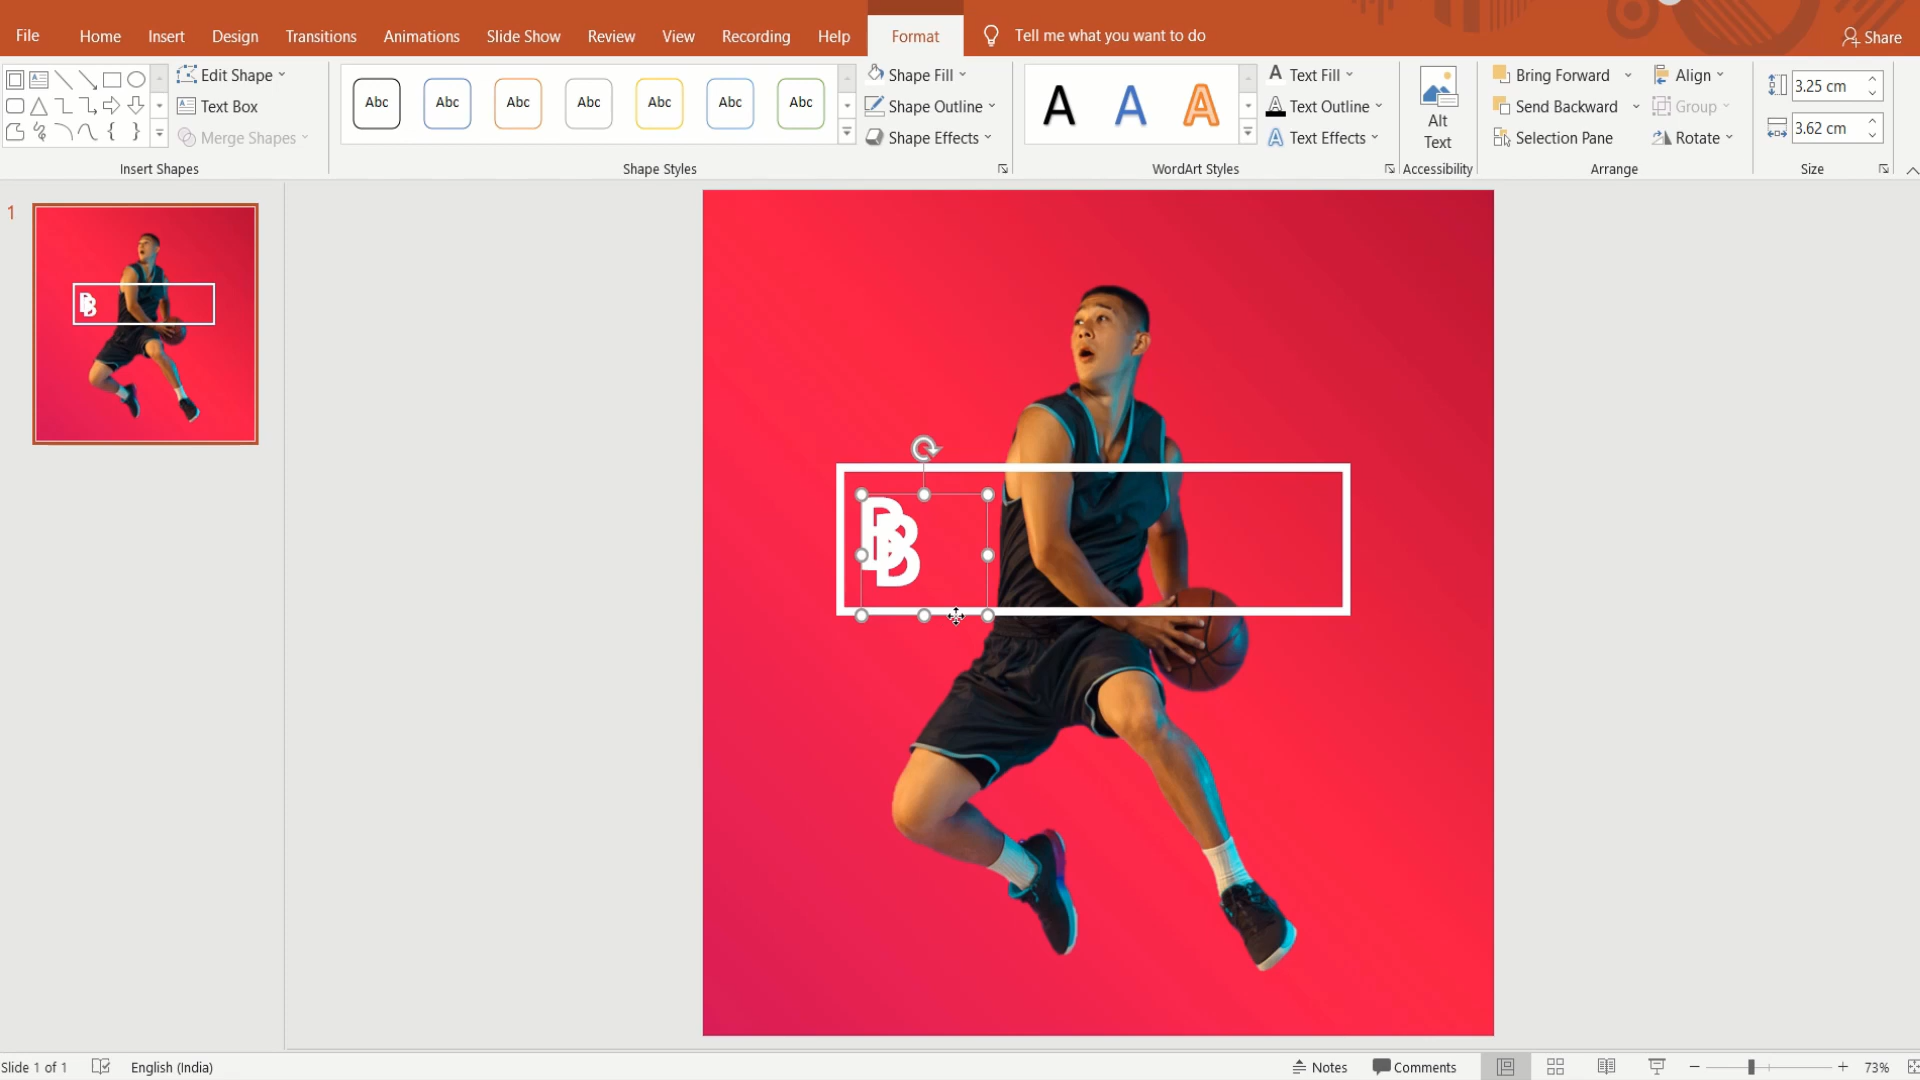 File Home Insert Design Transitions Animations Slide Show Review View Recording Help Format Tell me what you want to do Share
Edit Shape
Text Box
Merge Shapes
Insert Shapes
Abc Abc Abc Abc Abc Abc Abc
Shape Fill
Shape Outline
Shape Effects
Shape Styles
A A A
Text Fill
Text Outline
Text Effects
WordArt Styles
Alt
Text
Accessibility
Bring Forward
Send Backward
Selection Pane
Align
Group
Rotate
Arrange
3.25 cm
3.62 cm
Size
1
B
B
B
B
Slide 1 of 1 English (India) Notes Comments 73%